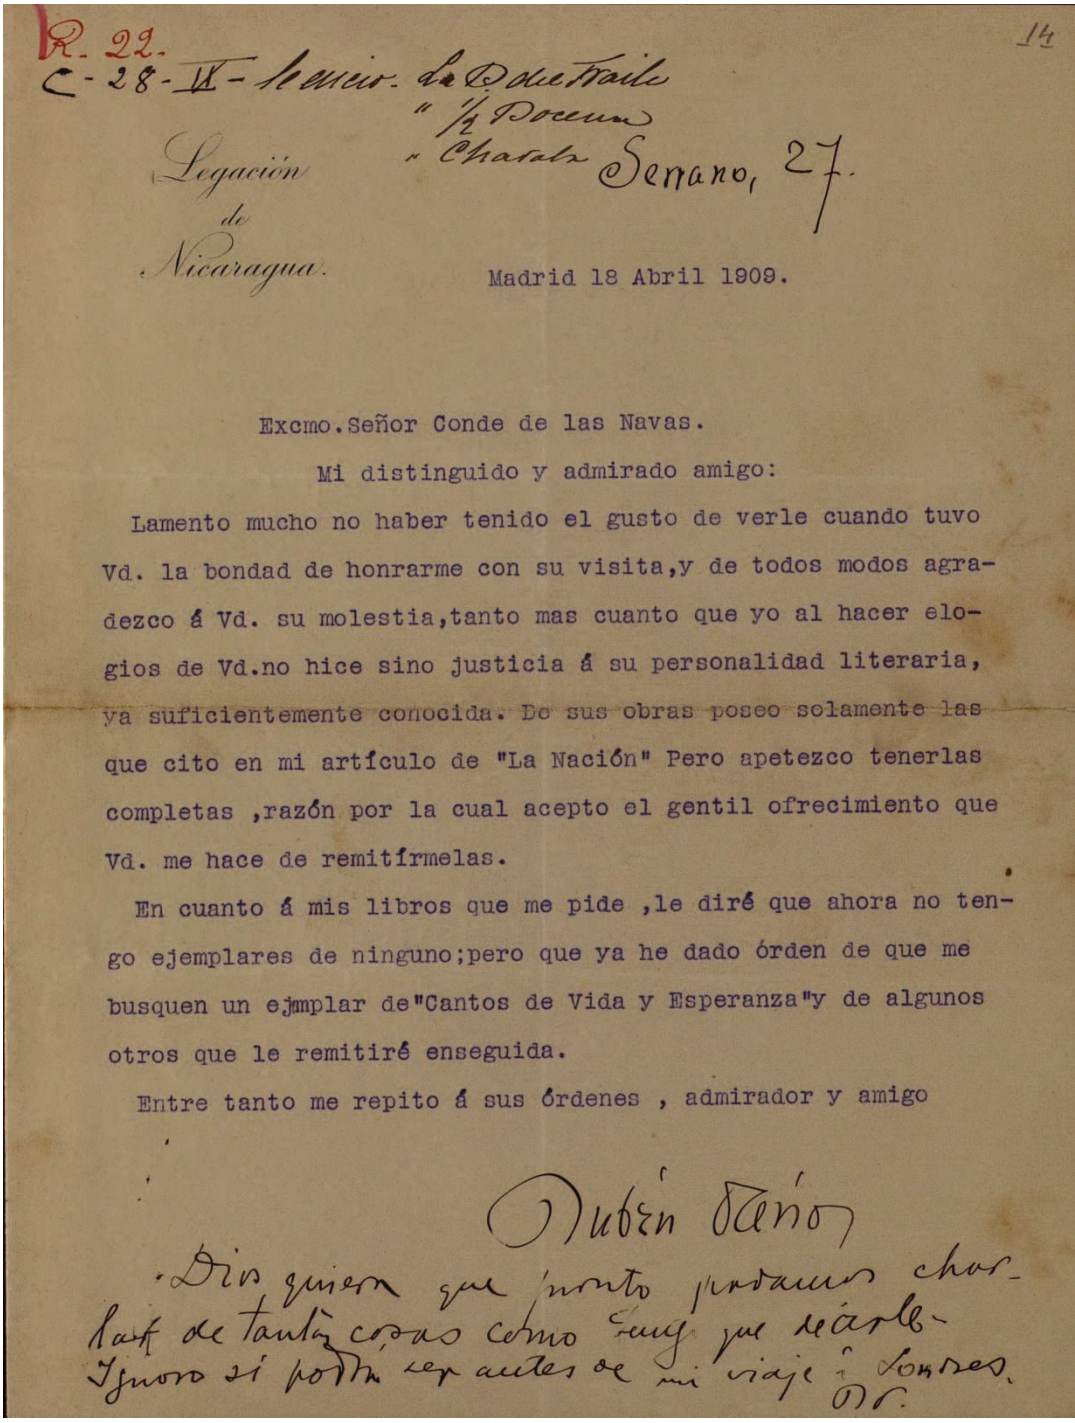 14
R. 22.
C - 28 - IX -
" 1/2 Docena
" Chavala
Serrano, 27.
Legación
de
Nicaragua.
Madrid 18 Abril 1909.
Excmo.Señor Conde de las Navas.
Mi distinguido y admirado amigo:
Lamento mucho no haber tenido el gusto de verle cuando tuvo
Vd. la bondad de honrarme con su visita,y de todos modos agra-
dezco á Vd. su molestia,tanto mas cuanto que yo al hacer elo-
gios de Vd.no hice sino justicia á su personalidad literaria,
ya suficientemente conocida. De sus obras poseo solamente las
que cito en mi artículo de "La Nación" Pero apetezco tenerlas
completas ,razón por la cual acepto el gentil ofrecimiento que
Vd. me hace de remitírmelas.
En cuanto á mis libros que me pide ,le diré que ahora no ten-
go ejemplares de ninguno;pero que ya he dado órden de que me
busquen un ejmplar de"Cantos de Vida y Esperanza"y de algunos
otros que le remitiré enseguida.
Entre tanto me repito á sus órdenes , admirador y amigo
Rubén Darío
Dios quiera que pronto podamos char-
lar de tantas cosas como tengo que decirle-
Ignoro si podrá ser antes de mi viaje á Londres.